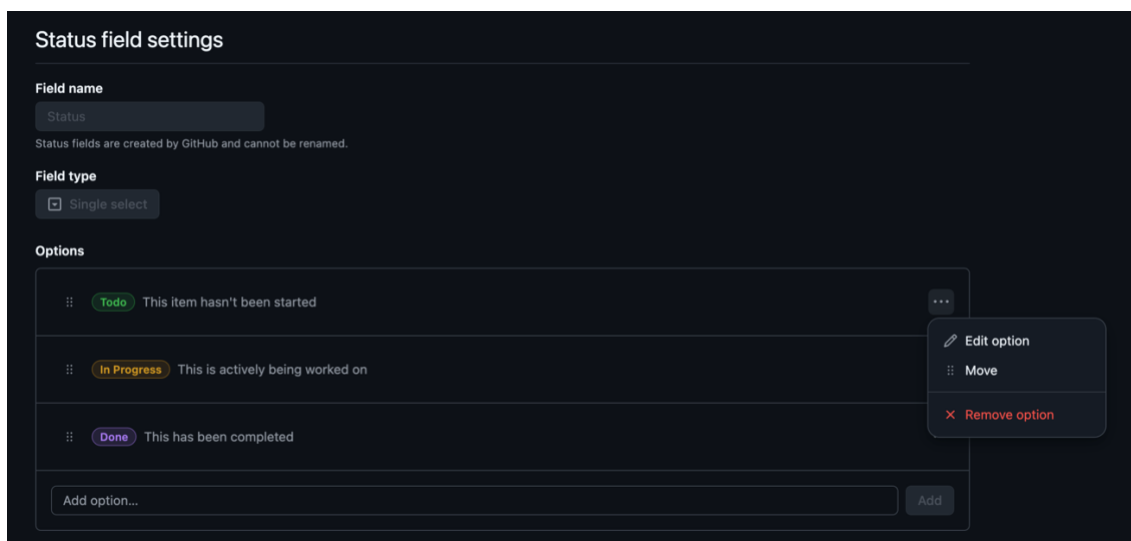 Status field settings
Field name
Status
Status fields are created by GitHub and cannot be renamed.
Field type
Single select
Options
Todo This item hasn't been started
Edit option
In Progress This is actively being worked on
Move
Remove option
Done This has been completed
Add option... Add